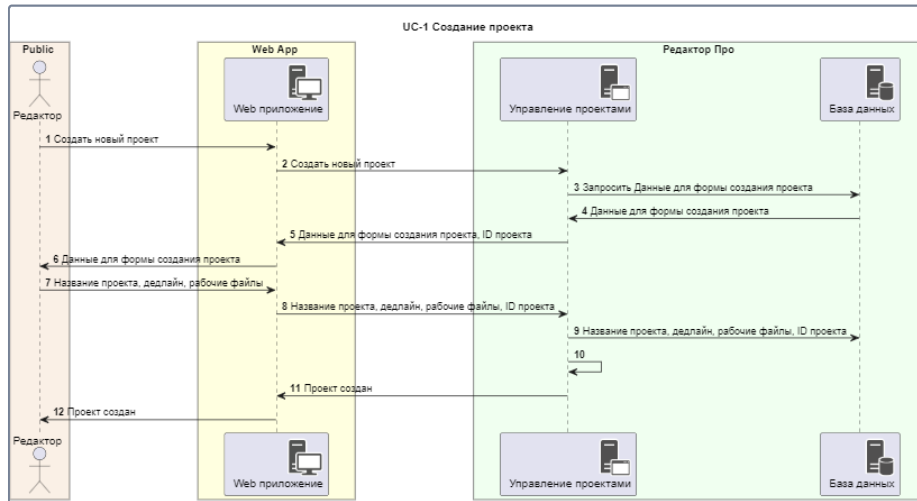 UC-1 Создание проекта
Public
Web App
Редактор Про
Редактор
Web приложение
Управление проектами
База данных
1 Создать новый проект
2 Создать новый проект
3 Запросить Данные для формы создания проекта
4 Данные для формы создания проекта
5 Данные для формы создания проекта, ID проекта
6 Данные для формы создания проекта
7 Название проекта, дедлайн, рабочие файлы
8 Название проекта, дедлайн, рабочие файлы, ID проекта
9 Название проекта, дедлайн, рабочие файлы, ID проекта
10
11 Проект создан
12 Проект создан
Редактор
Web приложение
Управление проектами
База данных